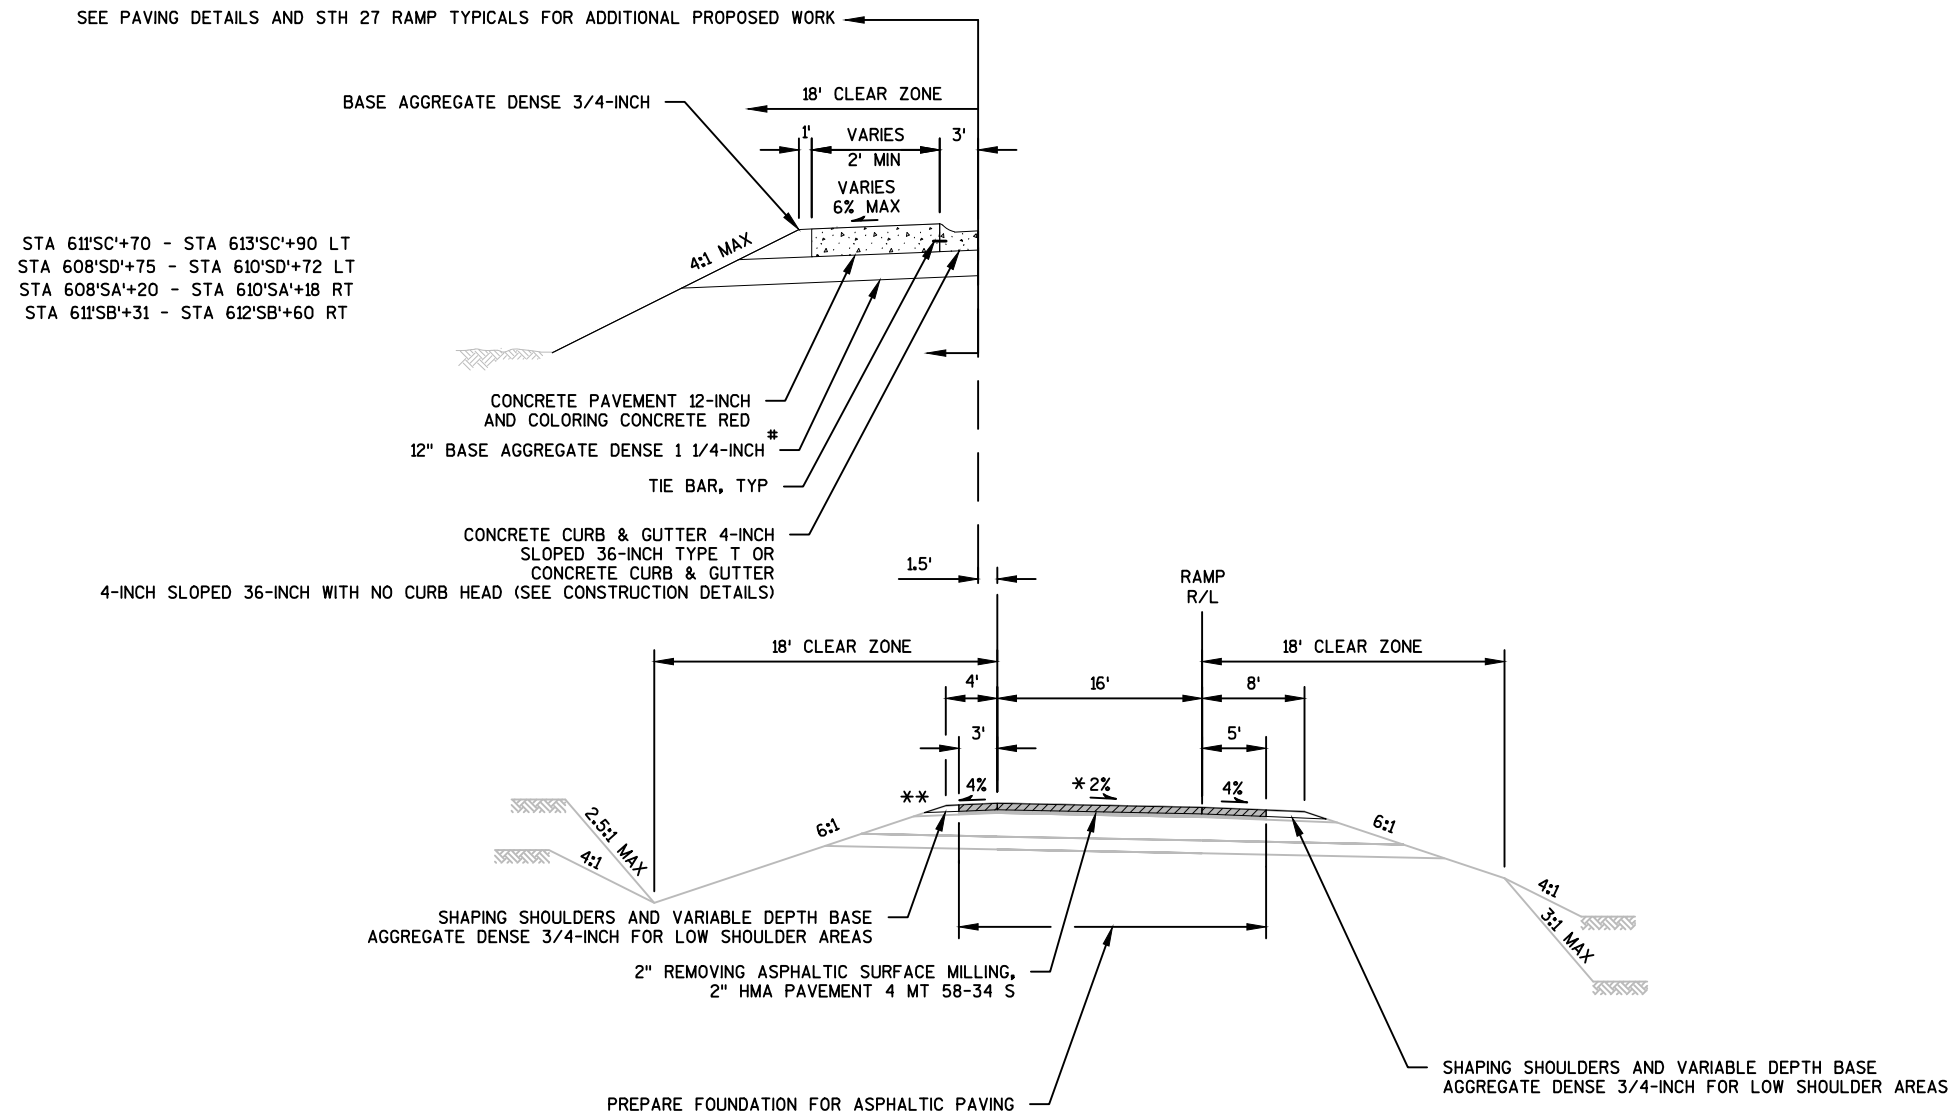 SEE PAVING DETAILS AND STH 27 RAMP TYPICALS FOR ADDITIONAL PROPOSED WORK
18' CLEAR ZONE
BASE AGGREGATE DENSE 3/4-INCH
1'
VARIES
2' MIN
3'
VARIES
6% MAX
4:1 MAX
STA 611'SC'+70 - STA 613'SC'+90 LT
STA 608'SD'+75 - STA 610'SD'+72 LT
STA 608'SA'+20 - STA 610'SA'+18 RT
STA 611'SB'+31 - STA 612'SB'+60 RT
CONCRETE PAVEMENT 12-INCH
AND COLORING CONCRETE RED
12" BASE AGGREGATE DENSE 1 1/4-INCH #
TIE BAR, TYP
CONCRETE CURB & GUTTER 4-INCH
SLOPED 36-INCH TYPE T OR
CONCRETE CURB & GUTTER
4-INCH SLOPED 36-INCH WITH NO CURB HEAD (SEE CONSTRUCTION DETAILS)
1.5'
RAMP
R/L
18' CLEAR ZONE
18' CLEAR ZONE
4'
16'
8'
3'
5'
**
4%
*2%
4%
2.5:1 MAX
4:1
6:1
6:1
4:1
3:1 MAX
SHAPING SHOULDERS AND VARIABLE DEPTH BASE
AGGREGATE DENSE 3/4-INCH FOR LOW SHOULDER AREAS
2" REMOVING ASPHALTIC SURFACE MILLING,
2" HMA PAVEMENT 4 MT 58-34 S
SHAPING SHOULDERS AND VARIABLE DEPTH BASE
AGGREGATE DENSE 3/4-INCH FOR LOW SHOULDER AREAS
PREPARE FOUNDATION FOR ASPHALTIC PAVING